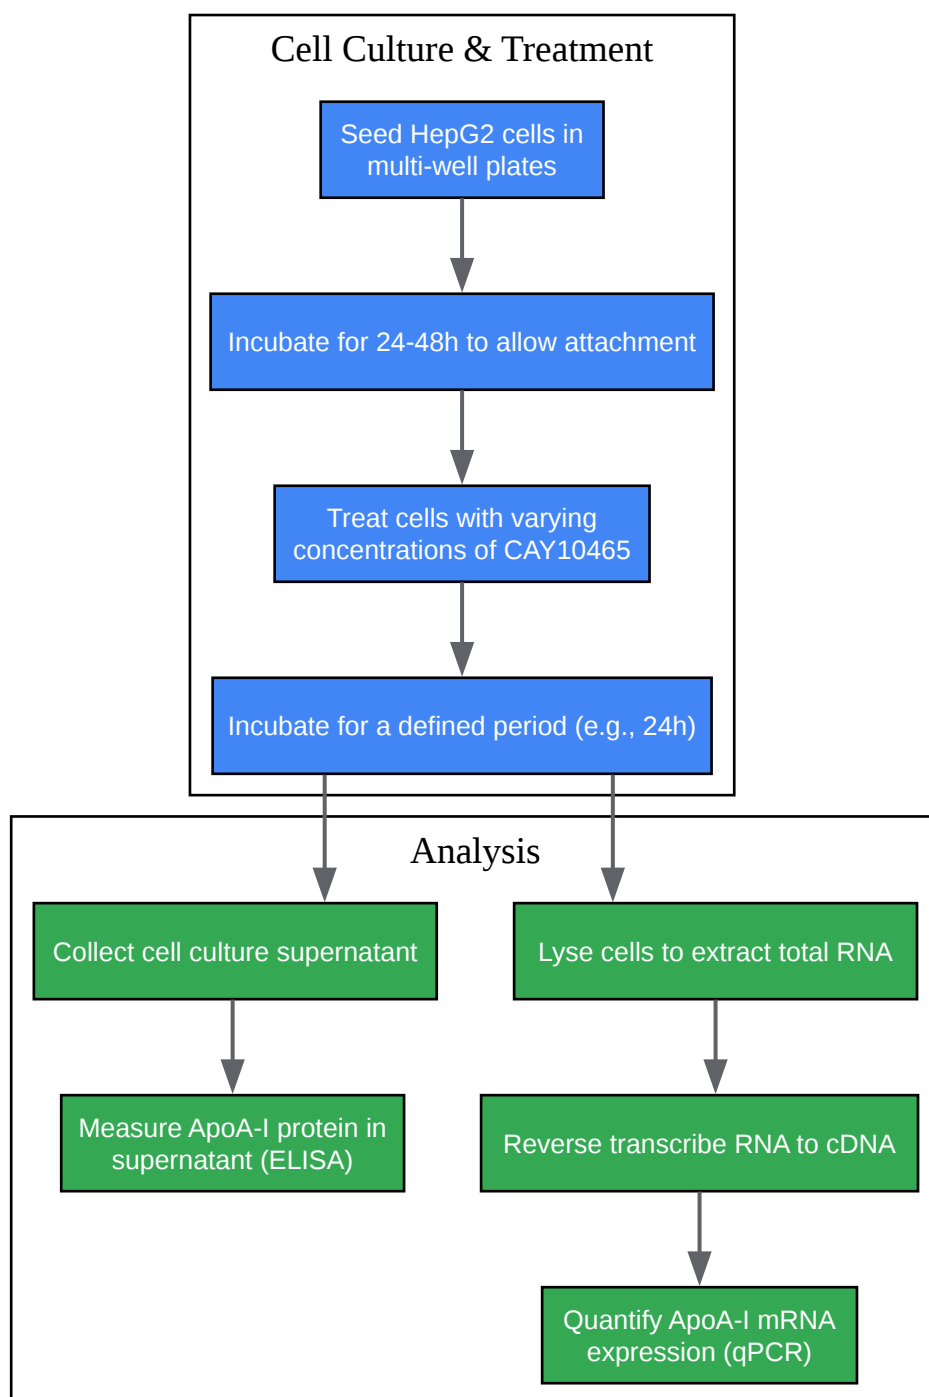 Cell Culture & Treatment
Seed HepG2 cells in
multi-well plates
Incubate for 24-48h to allow attachment
Treat cells with varying
concentrations of CAY10465
Incubate for a defined period (e.g., 24h)
Analysis
Collect cell culture supernatant
Lyse cells to extract total RNA
Measure ApoA-I protein in
supernatant (ELISA)
Reverse transcribe RNA to cDNA
Quantify ApoA-I mRNA
expression (qPCR)